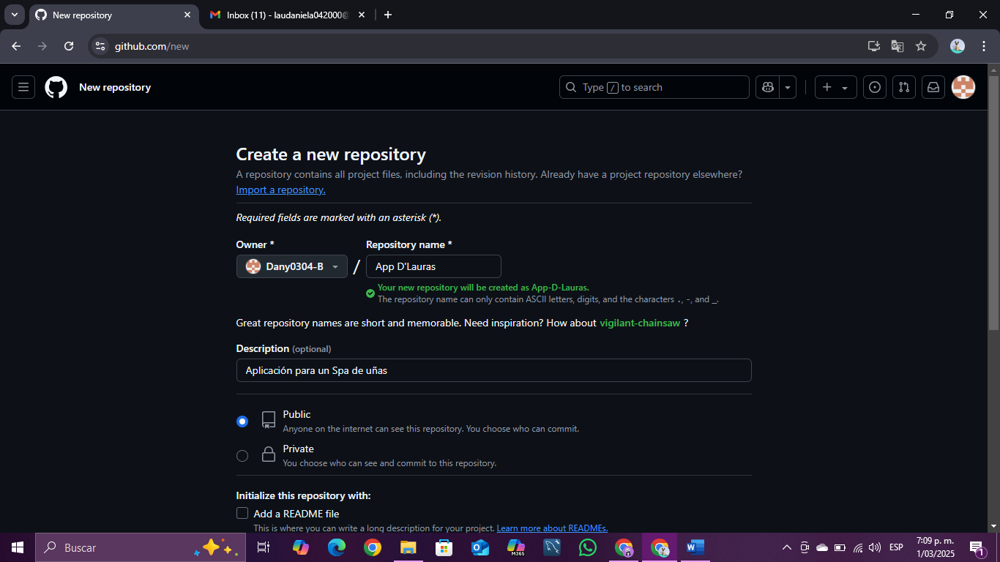 New repository
Inbox (11) - laudaniela042000@
github.com/new
New repository
Type / to search
Create a new repository
A repository contains all project files, including the revision history. Already have a project repository elsewhere?
Import a repository.
Required fields are marked with an asterisk (*).
Owner *
Repository name *
Dany0304-B
/
App D'Lauras
Your new repository will be created as App-D-Lauras.
The repository name can only contain ASCII letters, digits, and the characters ., -, and _.
Great repository names are short and memorable. Need inspiration? How about vigilant-chainsaw ?
Description (optional)
Aplicación para un Spa de uñas
Public
Anyone on the internet can see this repository. You choose who can commit.
Private
You choose who can see and commit to this repository.
Initialize this repository with:
Add a README file
This is where you can write a long description for your project. Learn more about READMEs.
Buscar
M365
ESP
7:09 p. m.
1/03/2025
1